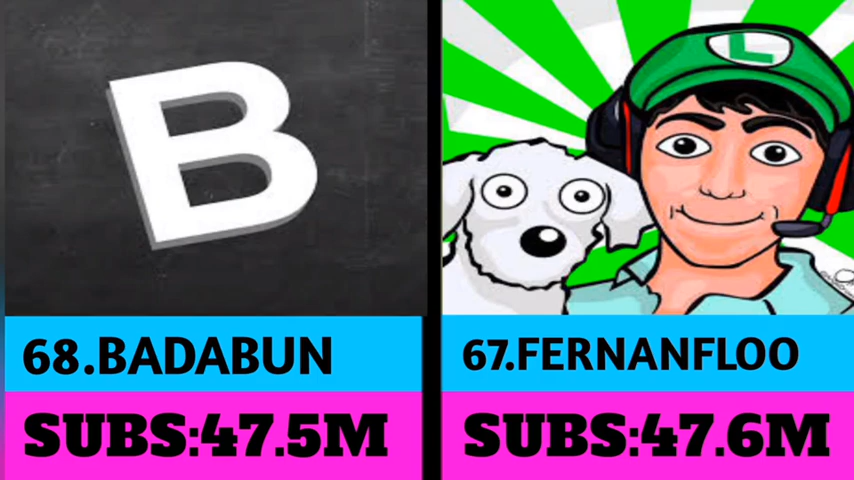 B
68.BADABUN
SUBS:47.5M
L
67.FERNANFLOO
SUBS:47.6M